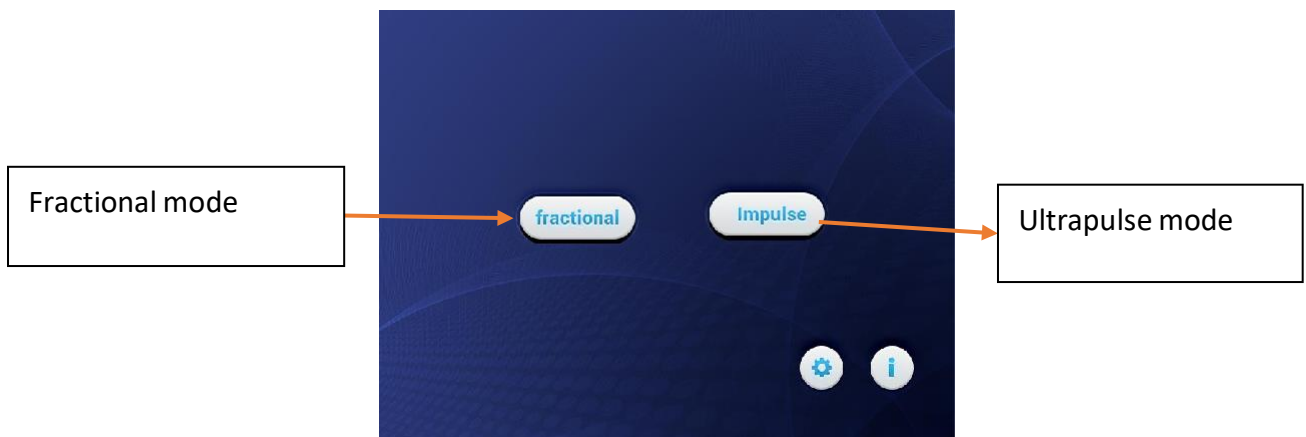 Fractional mode
fractional
Impulse
Ultrapulse mode
i